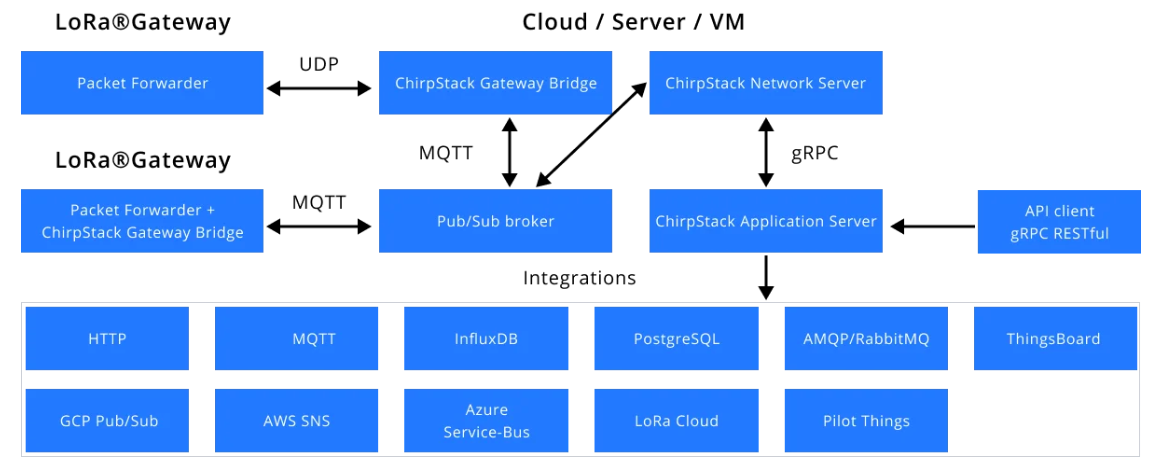 LoRa®Gateway
Cloud / Server / VM
Packet Forwarder
UDP
ChirpStack Gateway Bridge
ChirpStack Network Server
LoRa®Gateway
MQTT
gRPC
Packet Forwarder +
ChirpStack Gateway Bridge
MQTT
Pub/Sub broker
ChirpStack Application Server
API client
gRPC RESTful
Integrations
HTTP
MQTT
InfluxDB
PostgreSQL
AMQP/RabbitMQ
ThingsBoard
GCP Pub/Sub
AWS SNS
Azure
Service-Bus
LoRa Cloud
Pilot Things